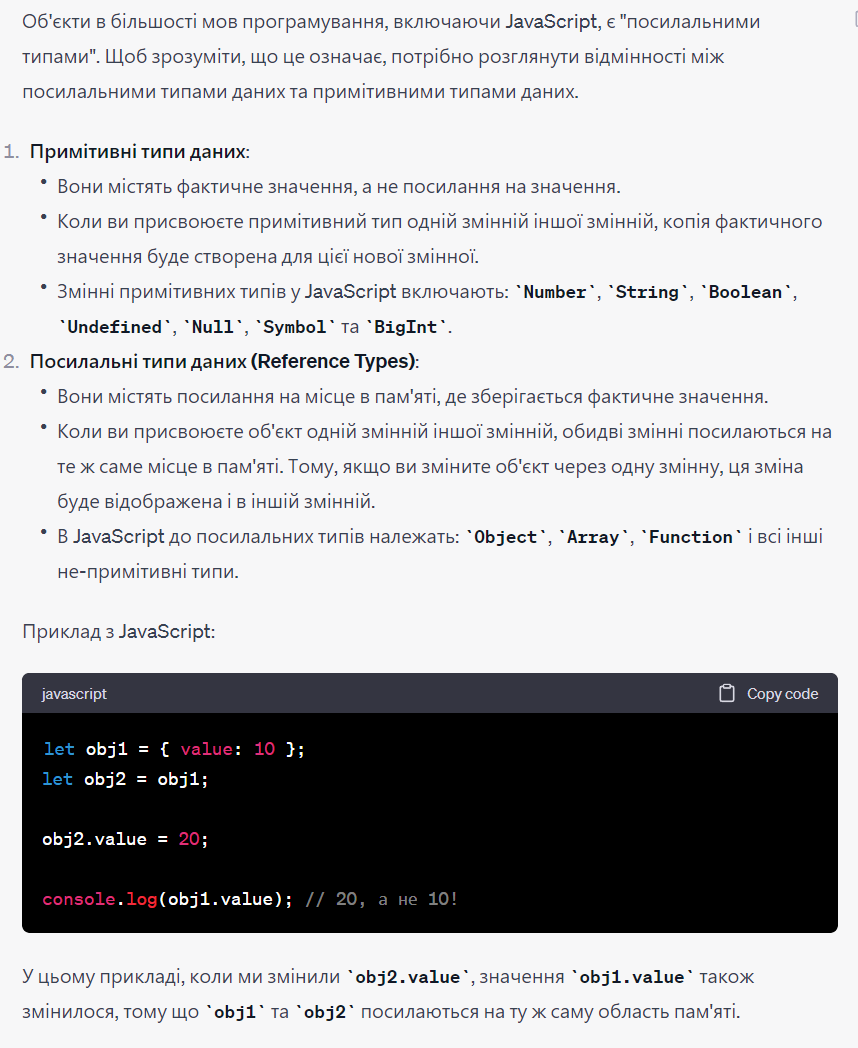 Об'єкти в більшості мов програмування, включаючи JavaScript, є "посилальними
типами". Щоб зрозуміти, що це означає, потрібно розглянути відмінності між
посилальними типами даних та примітивними типами даних.
1. Примітивні типи даних:
• Вони містять фактичне значення, а не посилання на значення.
• Коли ви присвоюєте примітивний тип одній змінній іншої змінній, копія фактичного
значення буде створена для цієї нової змінної.
• Змінні примітивних типів у JavaScript включають: `Number`, `String`, `Boolean`,
`Undefined`, `Null`, `Symbol` та `BigInt`.
2. Посилальні типи даних (Reference Types):
• Вони містять посилання на місце в пам'яті, де зберігається фактичне значення.
• Коли ви присвоюєте об'єкт одній змінній іншої змінній, обидві змінні посилаються на
те ж саме місце в пам'яті. Тому, якщо ви зміните об'єкт через одну змінну, ця зміна
буде відображена і в іншій змінній.
• В JavaScript до посилальних типів належать: `Object`, `Array`, `Function` і всі інші
не-примітивні типи.
Приклад з JavaScript:
javascript Copy code
let obj1 = { value: 10 };
let obj2 = obj1;
obj2.value = 20;
console.log(obj1.value); // 20, а не 10!
У цьому прикладі, коли ми змінили `obj2.value`, значення `obj1.value` також
змінилося, тому що `obj1` та `obj2` посилаються на ту ж саму область пам'яті.